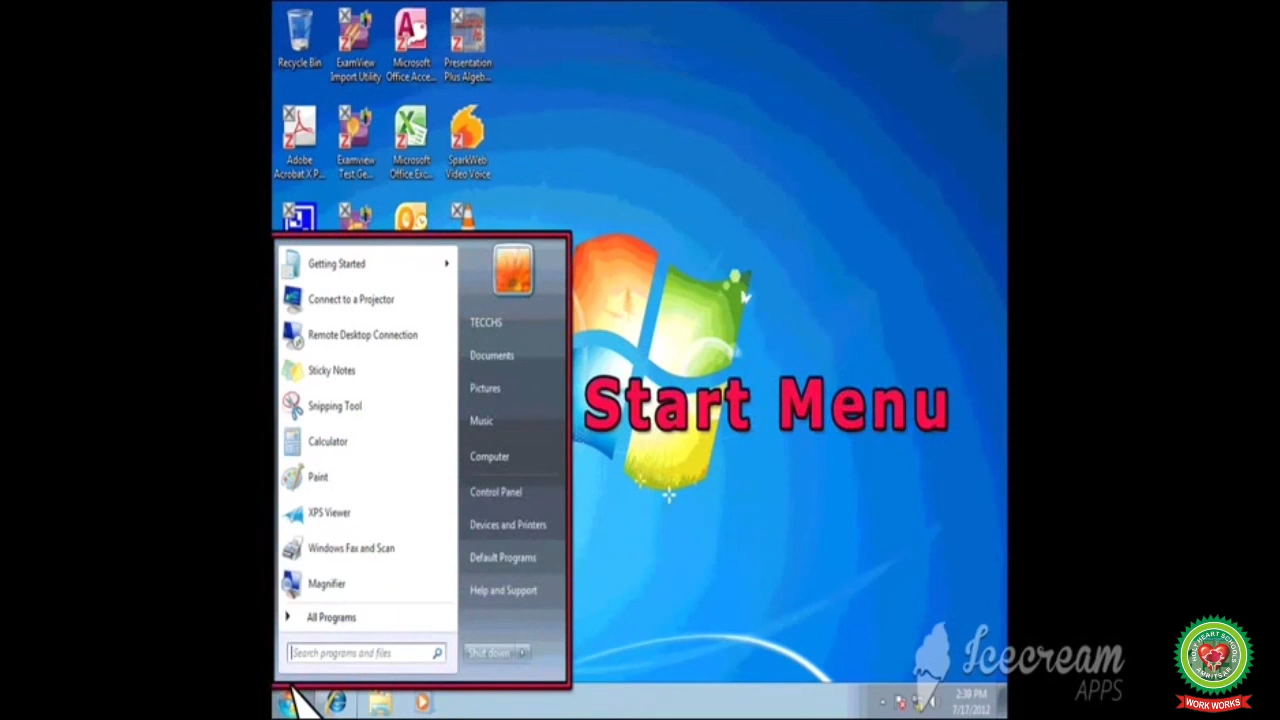 Recycle Bin
ExamView
Import Utility
Microsoft
Office Acce...
Presentation
Plus Algeb...
Adobe
Acrobat X P...
Examview
Test Ge...
Microsoft
Office Exc...
SparkWeb
Video Voice
Getting Started
Connect to a Projector
Remote Desktop Connection
Sticky Notes
Snipping Tool
Calculator
Paint
XPS Viewer
Windows Fax and Scan
Magnifier
All Programs
Search programs and files
TECCHS
Documents
Pictures
Music
Computer
Control Panel
Devices and Printers
Default Programs
Help and Support
Shut down
Start Menu
Icecream
APPS
2:39 PM
7/17/2012
AMRITSAR
WORK WORKS